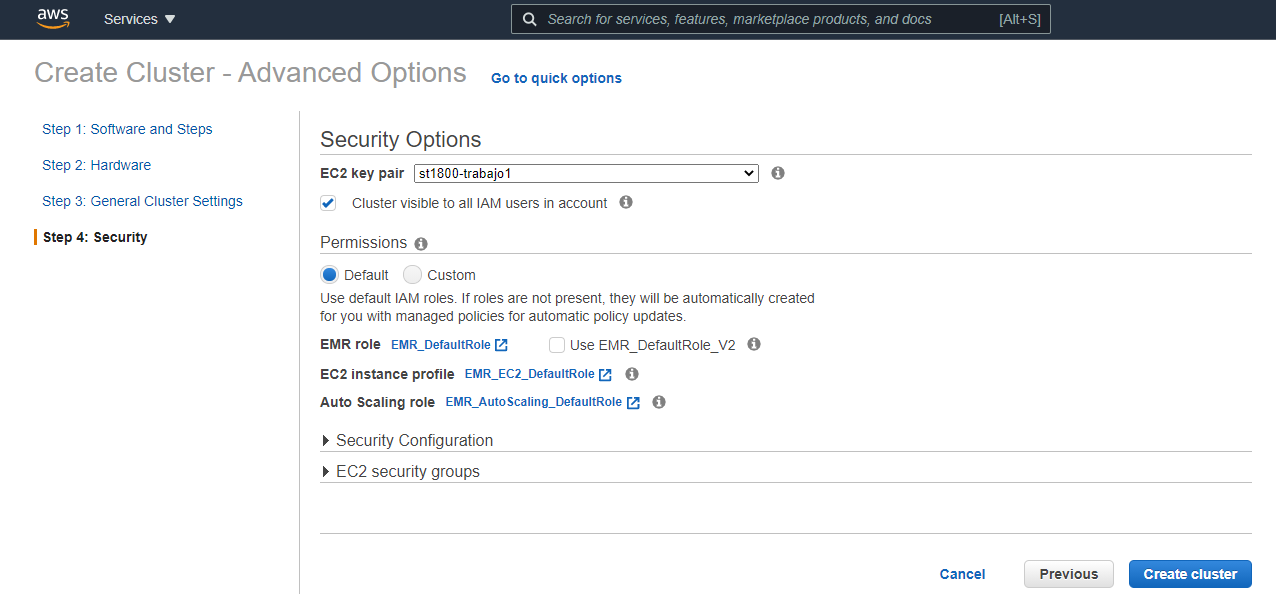 aws Services Search for services, features, marketplace products, and docs [Alt+S]
Create Cluster - Advanced Options Go to quick options
Step 1: Software and Steps
Step 2: Hardware
Step 3: General Cluster Settings
Step 4: Security
Security Options
EC2 key pair st1800-trabajo1
Cluster visible to all IAM users in account
Permissions
Default Custom
Use default IAM roles. If roles are not present, they will be automatically created
for you with managed policies for automatic policy updates.
EMR role EMR_DefaultRole Use EMR_DefaultRole_V2
EC2 instance profile EMR_EC2_DefaultRole
Auto Scaling role EMR_AutoScaling_DefaultRole
Security Configuration
EC2 security groups
Cancel Previous Create cluster